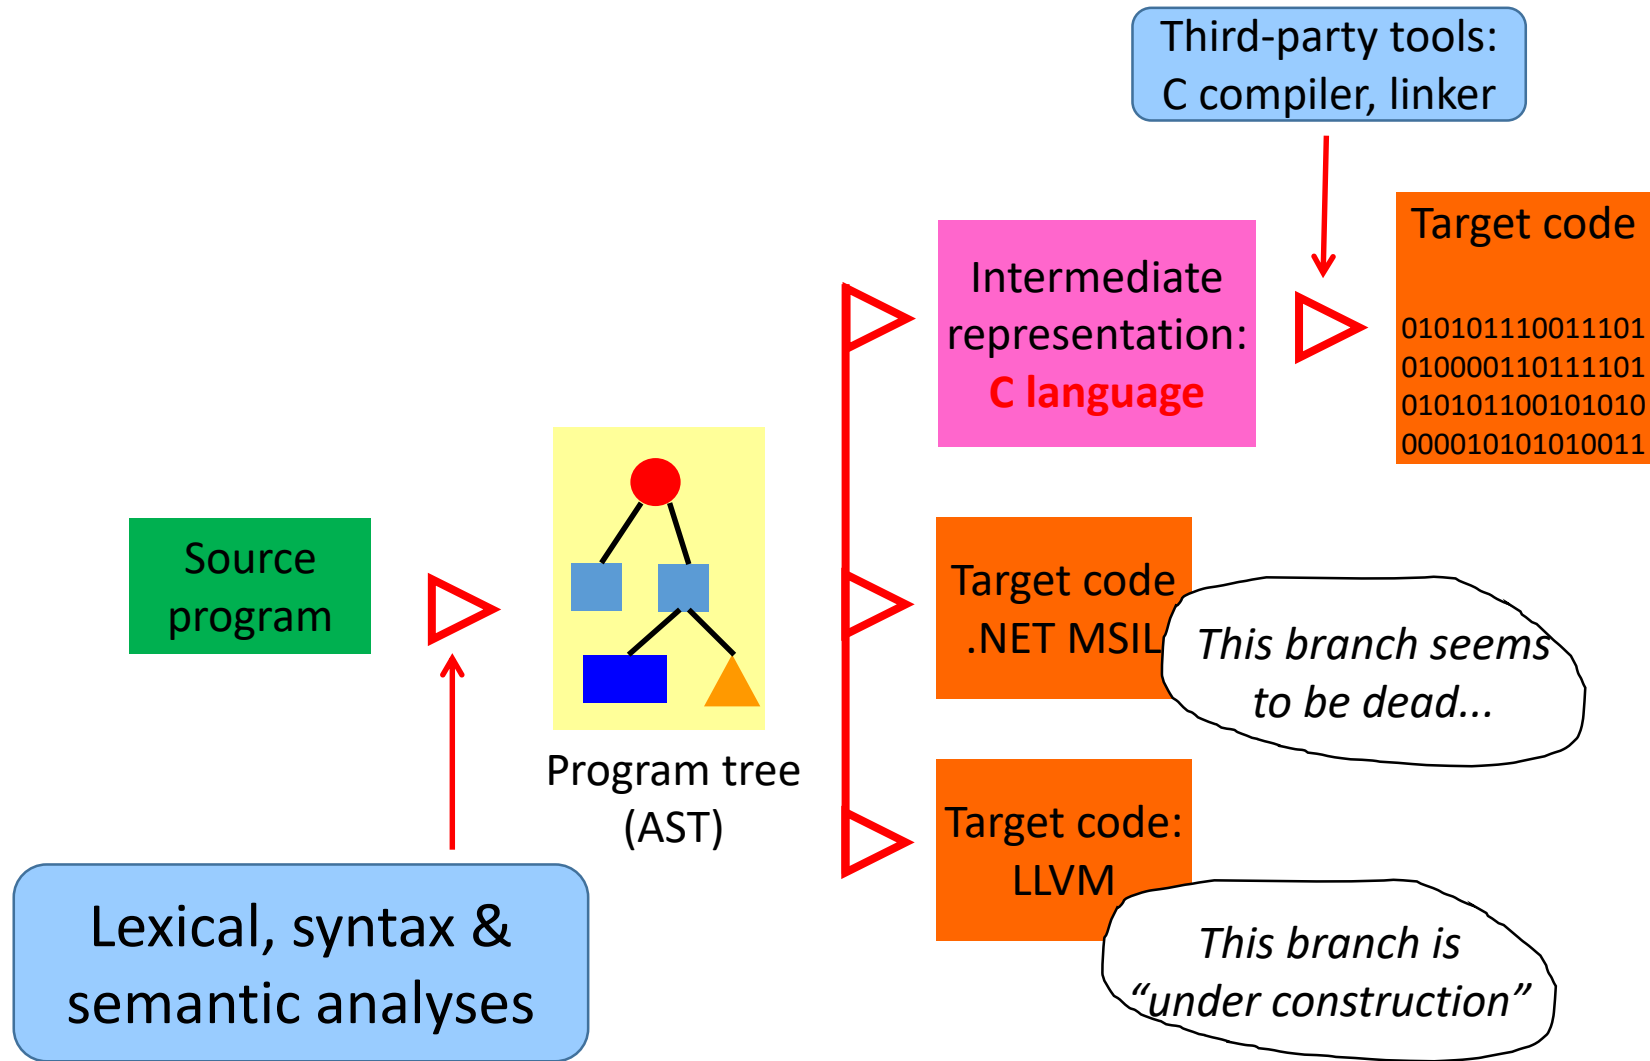 Third-party tools:
C compiler, linker
Target code
010101110011101
010000110111101
010101100101010
000010101010011
Intermediate
representation:
C language
Source
program
Program tree
(AST)
Target code
.NET MSIL
This branch seems
to be dead...
Target code:
LLVM
This branch is
“under construction”
Lexical, syntax &
semantic analyses